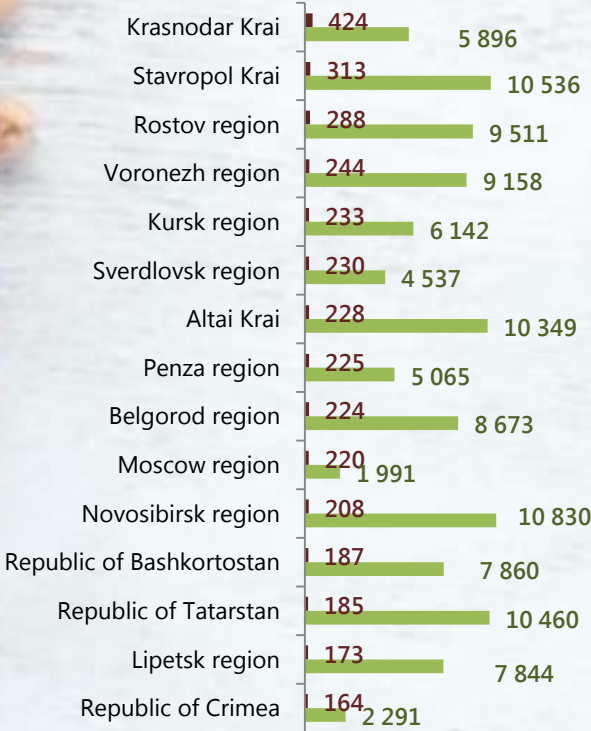 Krasnodar Krai 424 5 896
Stavropol Krai 313 10 536
Rostov region 288 9 511
Voronezh region 244 9 158
Kursk region 233 6 142
Sverdlovsk region 230 4 537
Altai Krai 228 10 349
Penza region 225 5 065
Belgorod region 224 8 673
Moscow region 220 1 991
Novosibirsk region 208 10 830
Republic of Bashkortostan 187 7 860
Republic of Tatarstan 185 10 460
Lipetsk region 173 7 844
Republic of Crimea 164 2 291